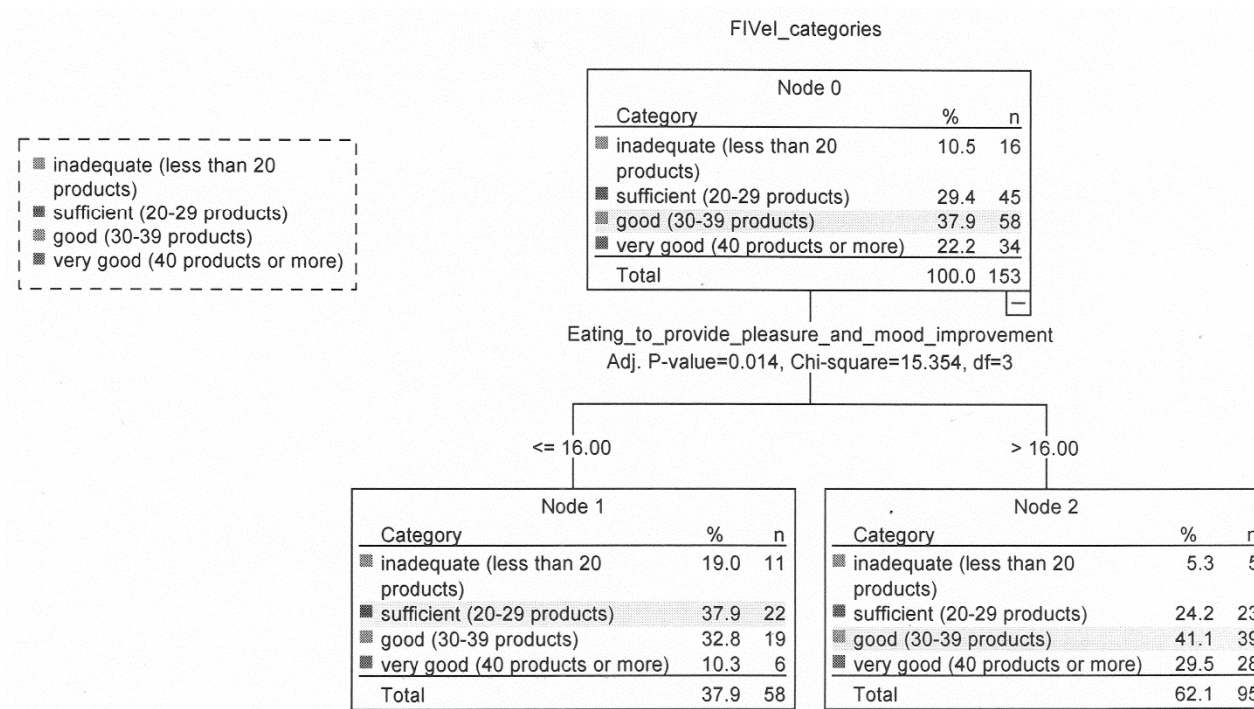 FIVeI_categories
inadequate (less than 20
products)
sufficient (20-29 products)
good (30-39 products)
very good (40 products or more)
Node 0
Category % n
inadequate (less than 20 10.5 16
products)
sufficient (20-29 products) 29.4 45
good (30-39 products) 37.9 58
very good (40 products or more) 22.2 34
Total 100.0 153
Eating_to_provide_pleasure_and_mood_improvement
Adj. P-value=0.014, Chi-square=15.354, df=3
<= 16.00
> 16.00
Node 1
Category % n
inadequate (less than 20 19.0 11
products)
sufficient (20-29 products) 37.9 22
good (30-39 products) 32.8 19
very good (40 products or more) 10.3 6
Total 37.9 58
Node 2
Category % n
inadequate (less than 20 5.3 5
products)
sufficient (20-29 products) 24.2 23
good (30-39 products) 41.1 39
very good (40 products or more) 29.5 28
Total 62.1 95